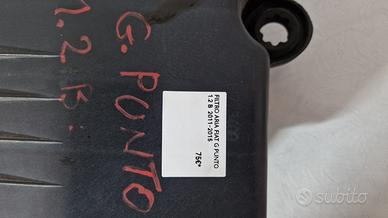 G. PUNTO
1.2 B.
FILTRO ARIA FIAT G PUNTO
1.2 B 2011-2015
75€*
subito